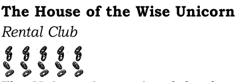 The House of the Wise Unicorn
Rental Club